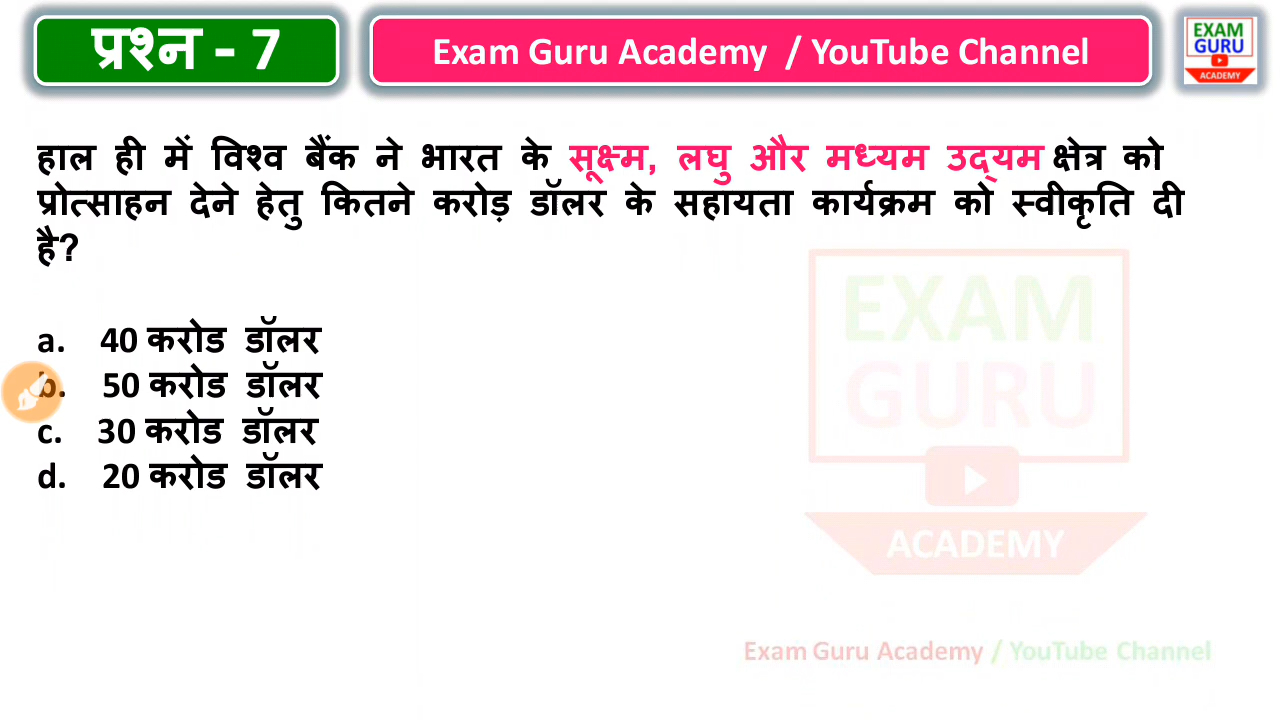 प्रश्न - 7
Exam Guru Academy / YouTube Channel
EXAM
GURU
ACADEMY
हाल ही में विश्व बैंक ने भारत के सूक्ष्म, लघु और मध्यम उद्यम क्षेत्र को
प्रोत्साहन देने हेतु कितने करोड़ डॉलर के सहायता कार्यक्रम को स्वीकृति दी
है?
a. 40 करोड डॉलर
b. 50 करोड डॉलर
c. 30 करोड डॉलर
d. 20 करोड डॉलर
EXAM
GURU
ACADEMY
Exam Guru Academy / YouTube Channel